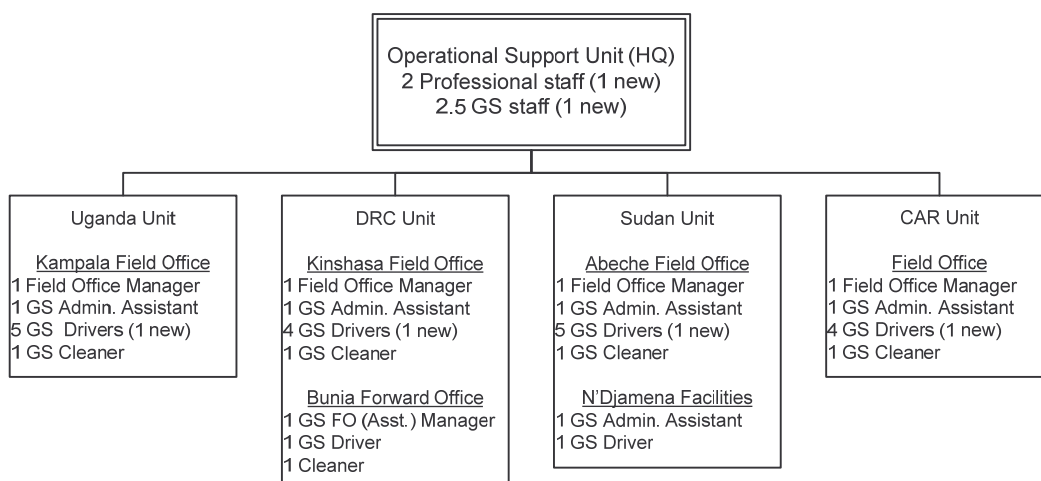 Operational Support Unit (HQ)
2 Professional staff (1 new)
2.5 GS staff (1 new)
Uganda Unit
Kampala Field Office
1 Field Office Manager
1 GS Admin. Assistant
5 GS Drivers (1 new)
1 GS Cleaner
DRC Unit
Kinshasa Field Office
1 Field Office Manager
1 GS Admin. Assistant
4 GS Drivers (1 new)
1 GS Cleaner
Bunia Forward Office
1 GS FO (Asst.) Manager
1 GS Driver
1 Cleaner
Sudan Unit
Abeche Field Office
1 Field Office Manager
1 GS Admin. Assistant
5 GS Drivers (1 new)
1 GS Cleaner
N'Djamena Facilities
1 GS Admin. Assistant
1 GS Driver
CAR Unit
Field Office
1 Field Office Manager
1 GS Admin. Assistant
4 GS Drivers (1 new)
1 GS Cleaner